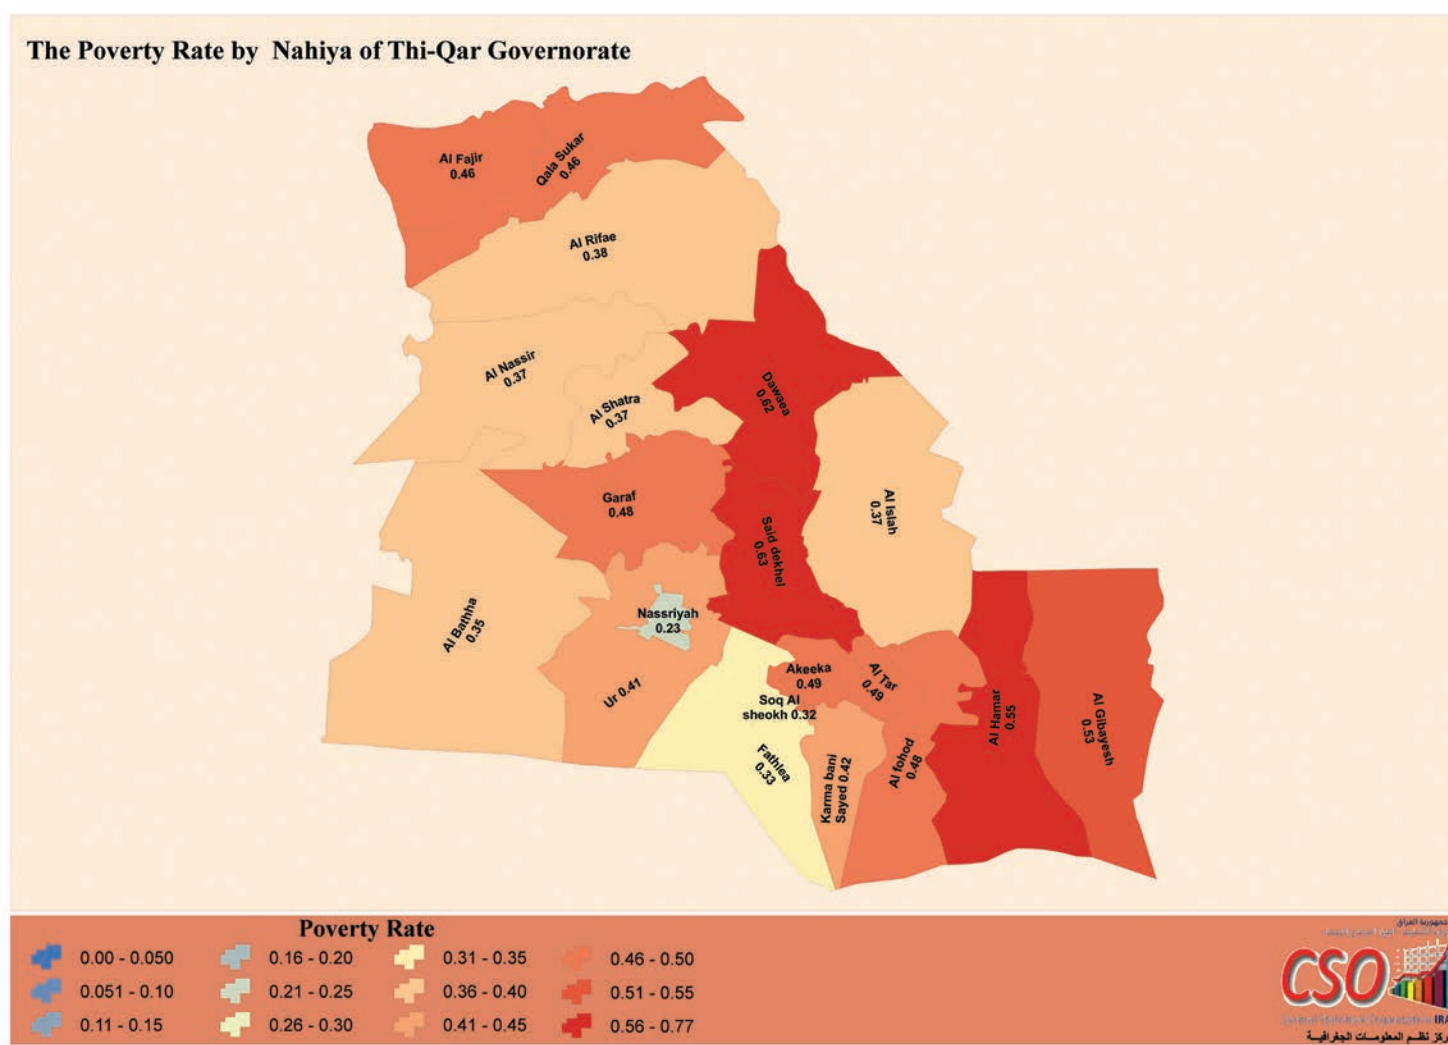 The Poverty Rate by Nahiya of Thi-Qar Governorate
Al Fajir
0.46
Qala Sukar
0.46
Al Rifae
0.38
Al Nassir
0.37
Al Shatra
0.37
Dawaea
0.62
Garaf
0.48
Al Islah
0.37
Said dekhel
0.63
Al Bathha
0.35
Nassriyah
0.23
Ur 0.41
Akeeka
0.49
Al Tar
0.49
Soq Al
sheokh 0.32
Fathlea
0.33
Karma bani
Sayed 0.42
Al fohod
0.48
Al Hamar
0.55
Al Gibayesh
0.53
Poverty Rate
0.00 - 0.050
0.051 - 0.10
0.11 - 0.15
0.16 - 0.20
0.21 - 0.25
0.26 - 0.30
0.31 - 0.35
0.36 - 0.40
0.41 - 0.45
0.46 - 0.50
0.51 - 0.55
0.56 - 0.77
جمهورية العراق
CSO
Central Statistical Organization IRA
ركز نظم المعلومات الجغرافية